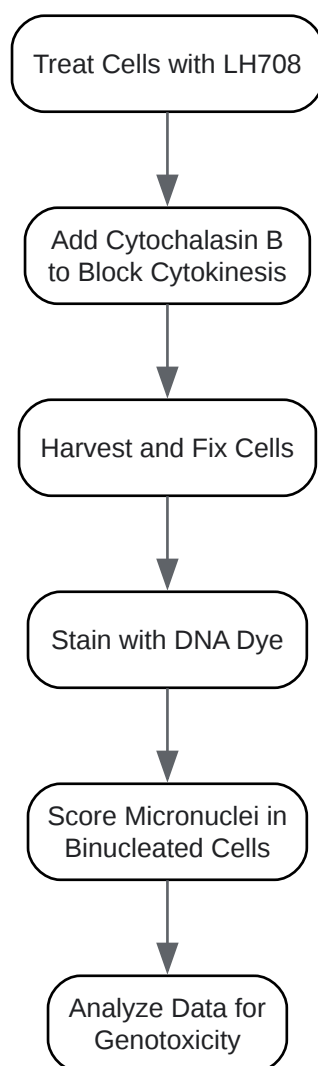 Treat Cells with LH708
Add Cytochalasin B
to Block Cytokinesis
Harvest and Fix Cells
Stain with DNA Dye
Score Micronuclei in
Binucleated Cells
Analyze Data for
Genotoxicity